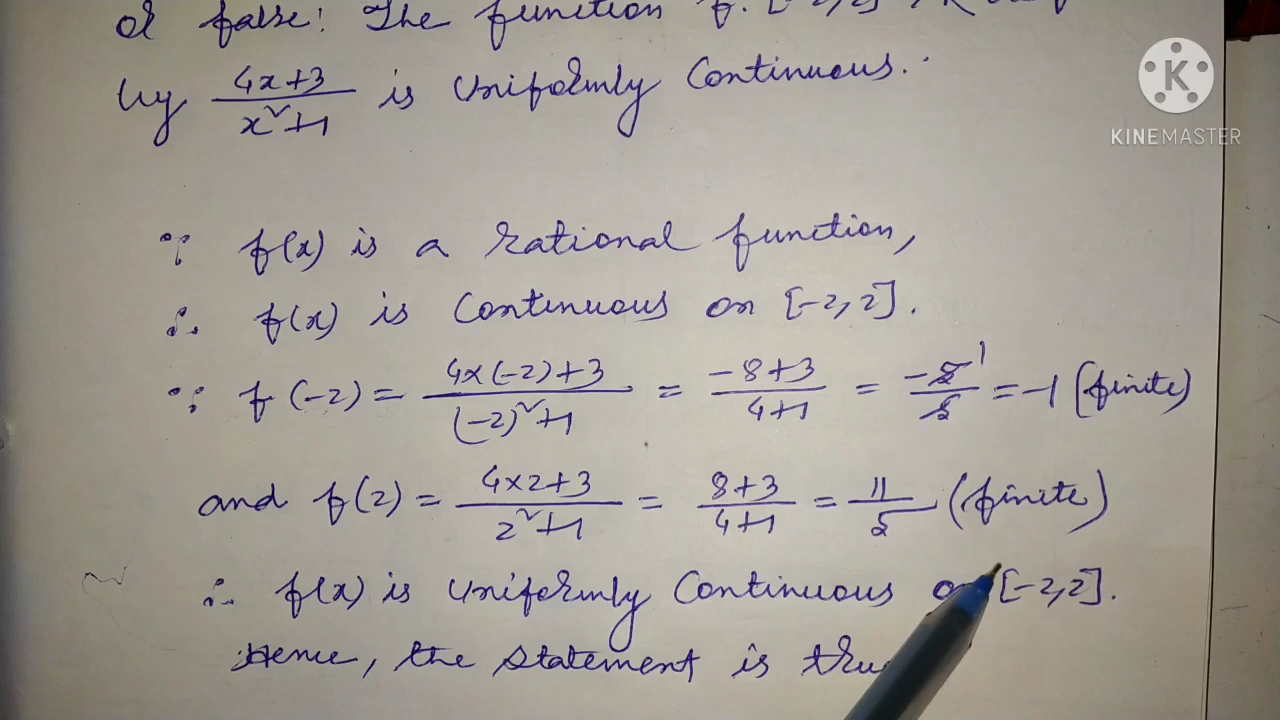 or false: The function f:
by 4x+3/x²+1 is Uniformly Continuous.
KINEMASTER
∵ f(x) is a rational function,
∴ f(x) is Continuous on [-2,2].
∵ f(-2) = 4×(-2)+3/(-2)²+1 = -8+3/4+1 = -5/5 = -1 (finite)
and f(2) = 4×2+3/2²+1 = 8+3/4+1 = 11/5 (finite)
∴ f(x) is Uniformly Continuous on [-2,2].
Hence, the statement is